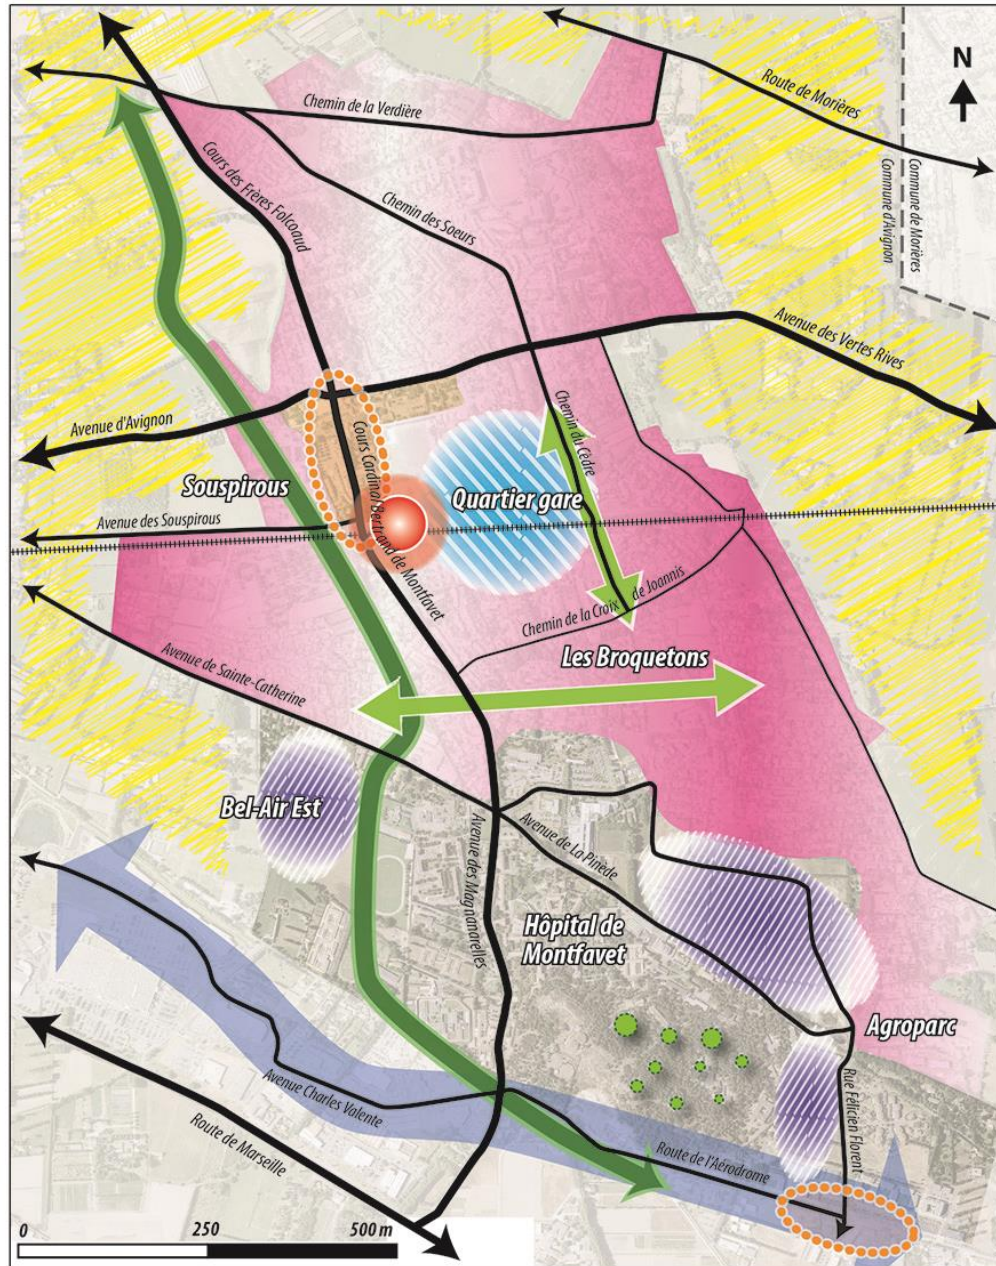 Route de Morières
N
Chemin de la Verdière
Commune d'Avignon
Commune de Morières
Cours des Frères Folcoaud
Chemin des Soeurs
Avenue des Vertes Rives
Avenue d'Avignon
Chemin du Cèdre
Cours Cardinal Bertrand de Montfavet
Souspirous
Quartier gare
Avenue des Souspirous
Chemin de la Croix de Joannis
Les Broquetons
Avenue de Sainte-Catherine
Bel-Air Est
Avenue de La Pinède
Avenue des Magnanarelles
Hôpital de
Montfavet
Agroparc
Avenue Charles Valente
Rue Félicien Florent
Route de l'Aérodrome
Route de Marseille
0
250
500 m